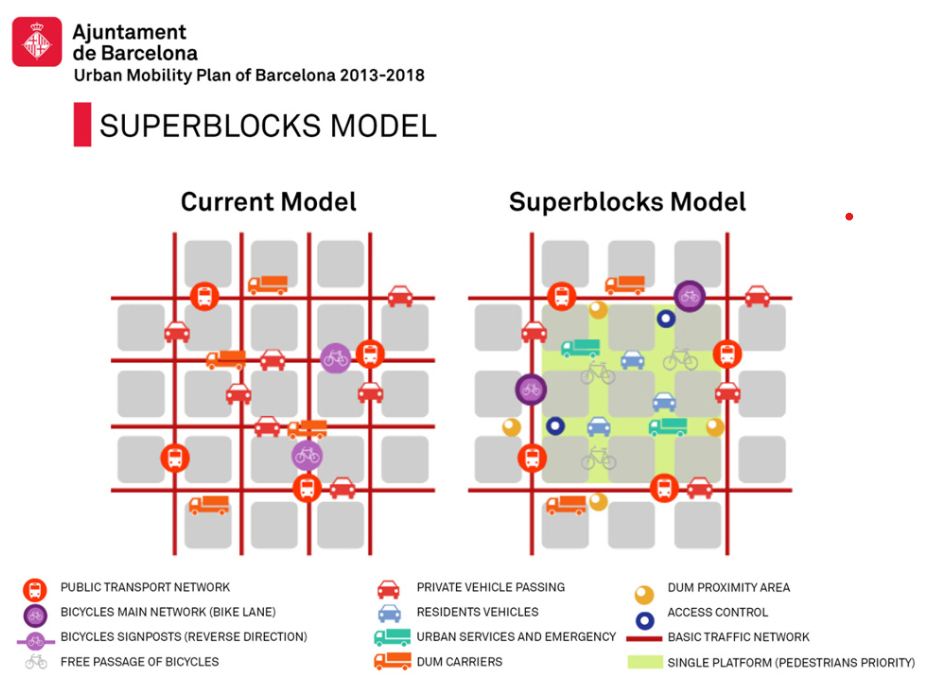 Ajuntament
de Barcelona
Urban Mobility Plan of Barcelona 2013-2018
SUPERBLOCKS MODEL
Current Model
Superblocks Model
PUBLIC TRANSPORT NETWORK
BICYCLES MAIN NETWORK (BIKE LANE)
BICYCLES SIGNPOSTS (REVERSE DIRECTION)
FREE PASSAGE OF BICYCLES
PRIVATE VEHICLE PASSING
RESIDENTS VEHICLES
URBAN SERVICES AND EMERGENCY
DUM CARRIERS
DUM PROXIMITY AREA
ACCESS CONTROL
BASIC TRAFFIC NETWORK
SINGLE PLATFORM (PEDESTRIANS PRIORITY)